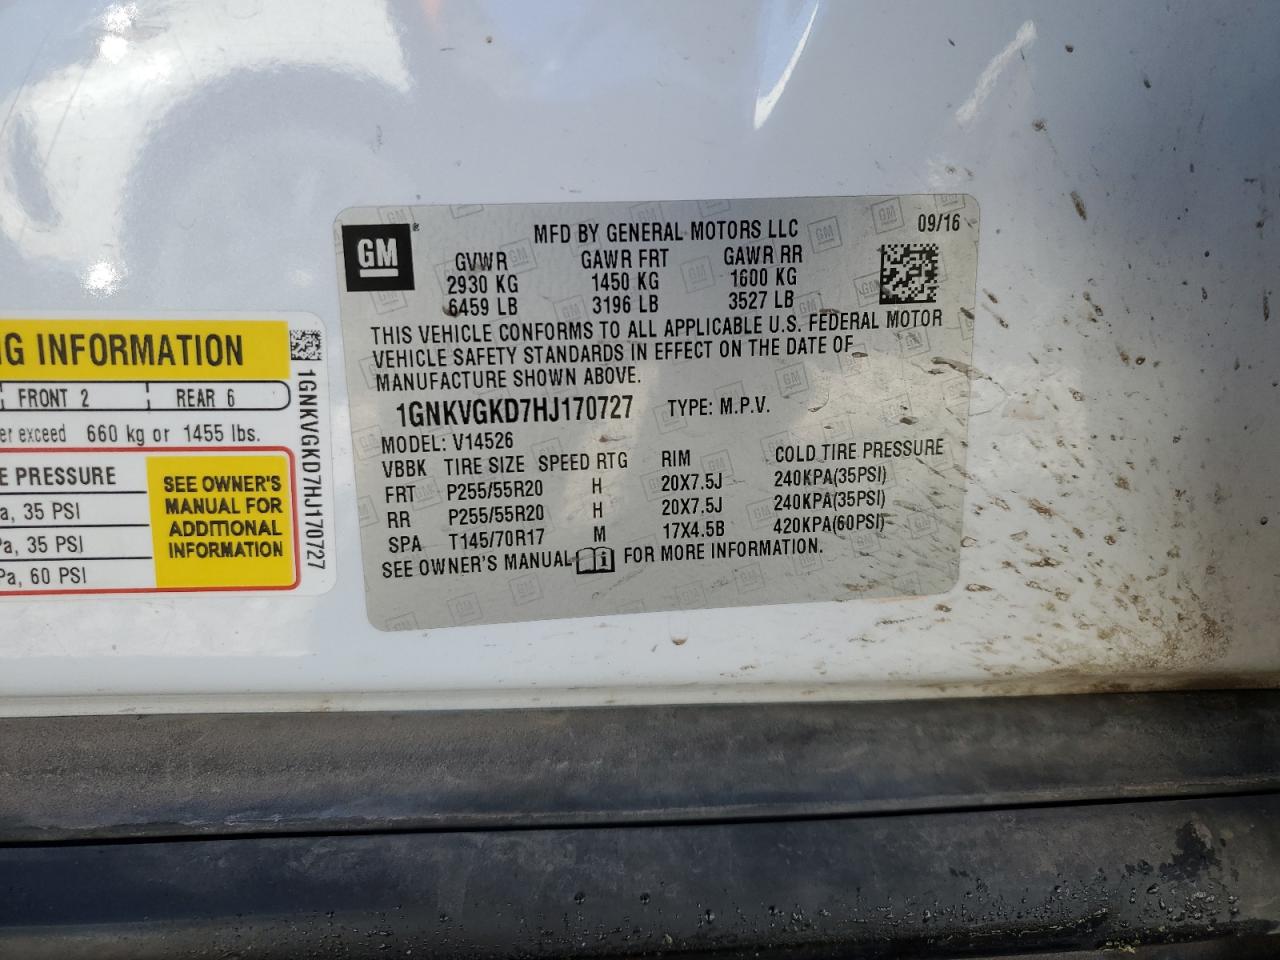 G INFORMATION
FRONT 2 REAR 6
er exceed 660 kg or 1455 lbs.
E PRESSURE
a, 35 PSI
Pa, 35 PSI
Pa, 60 PSI
SEE OWNER'S
MANUAL FOR
ADDITIONAL
INFORMATION
1GNKVGKD7HJ170727
GM
MFD BY GENERAL MOTORS LLC 09/16
GVWR GAWR FRT GAWR RR
2930 KG 1450 KG 1600 KG
6459 LB 3196 LB 3527 LB
THIS VEHICLE CONFORMS TO ALL APPLICABLE U.S. FEDERAL MOTOR
VEHICLE SAFETY STANDARDS IN EFFECT ON THE DATE OF
MANUFACTURE SHOWN ABOVE.
1GNKVGKD7HJ170727 TYPE: M.P.V.
MODEL: V14526
VBBK TIRE SIZE SPEED RTG RIM COLD TIRE PRESSURE
FRT P255/55R20 H 20X7.5J 240KPA(35PSI)
RR P255/55R20 H 20X7.5J 240KPA(35PSI)
SPA T145/70R17 M 17X4.5B 420KPA(60PSI)
SEE OWNER'S MANUAL FOR MORE INFORMATION.